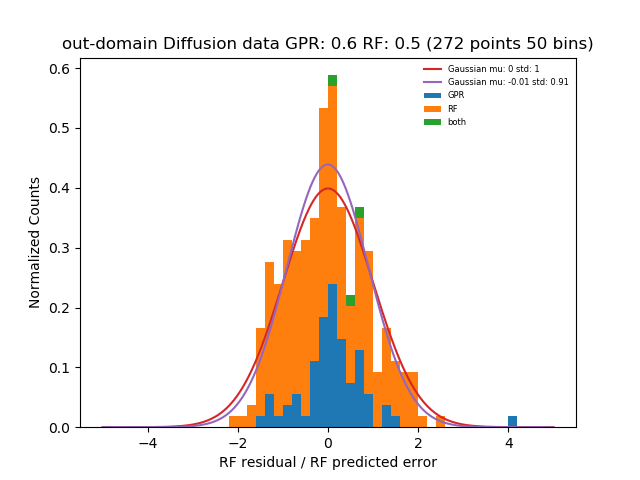 out-domain Diffusion data GPR: 0.6 RF: 0.5 (272 points 50 bins)
Gaussian mu: 0 std: 1
Gaussian mu: -0.01 std: 0.91
GPR
RF
both
Normalized Counts
0.6
0.5
0.4
0.3
0.2
0.1
0.0
−4 −2 0 2 4
RF residual / RF predicted error